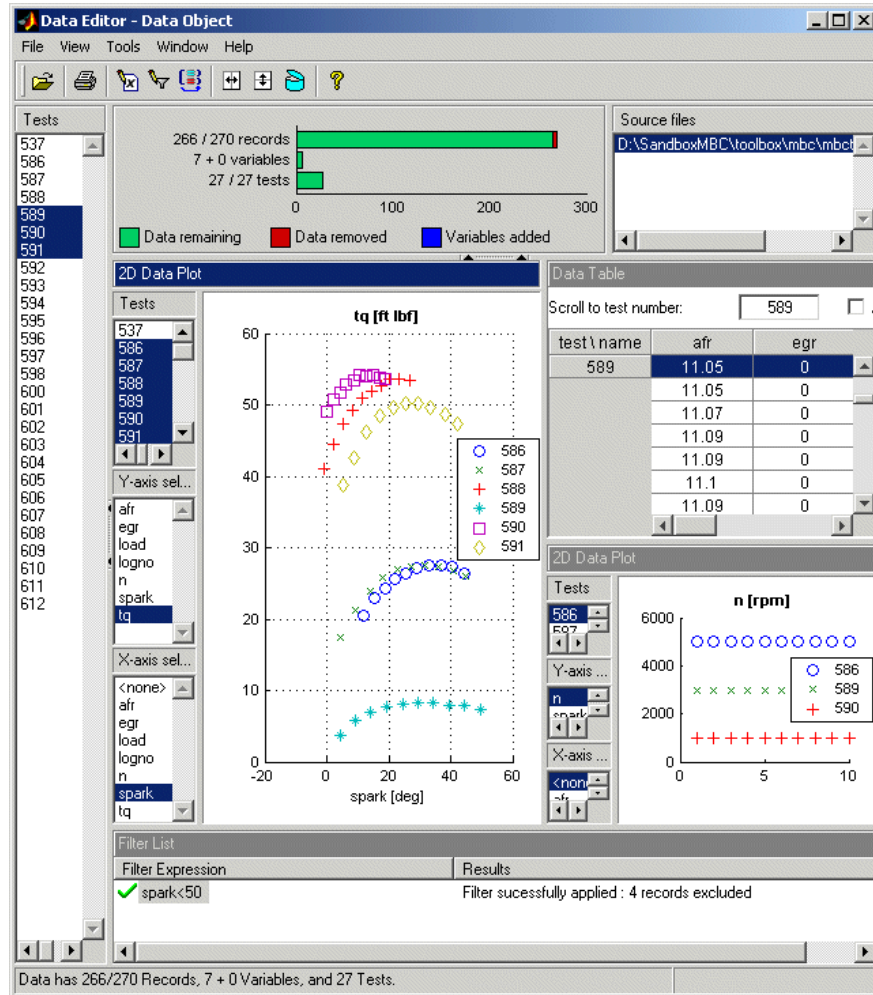 Data Editor - Data Object
File View Tools Window Help
Tests
537
586
587
588
589
590
591
592
593
594
595
596
597
598
600
601
602
603
604
605
606
607
608
609
610
611
612
266 / 270 records
7 + 0 variables
27 / 27 tests
0 100 200 300
Data remaining Data removed Variables added
Source files
D:\SandboxMBC\toolbox\mbc\mbct
2D Data Plot
Tests
537
586
587
588
589
590
591
Y-axis sel...
afr
egr
load
logno
n
spark
tq
X-axis sel...
<none>
afr
egr
load
logno
n
spark
tq
tq [ft lbf]
60
50
40
30
20
10
0
-20 0 20 40 60
spark [deg]
586
587
588
589
590
591
Data Table
Scroll to test number: 589
test \ name afr egr
589 11.05 0
11.05 0
11.07 0
11.09 0
11.09 0
11.1 0
11.09 0
2D Data Plot
Tests
586
Y-axis ...
n
spark
X-axis ...
<none
afr
n [rpm]
6000
4000
2000
0
0 5 10
586
589
590
Filter List
Filter Expression Results
spark<50 Filter sucessfully applied : 4 records excluded
Data has 266/270 Records, 7 + 0 Variables, and 27 Tests.